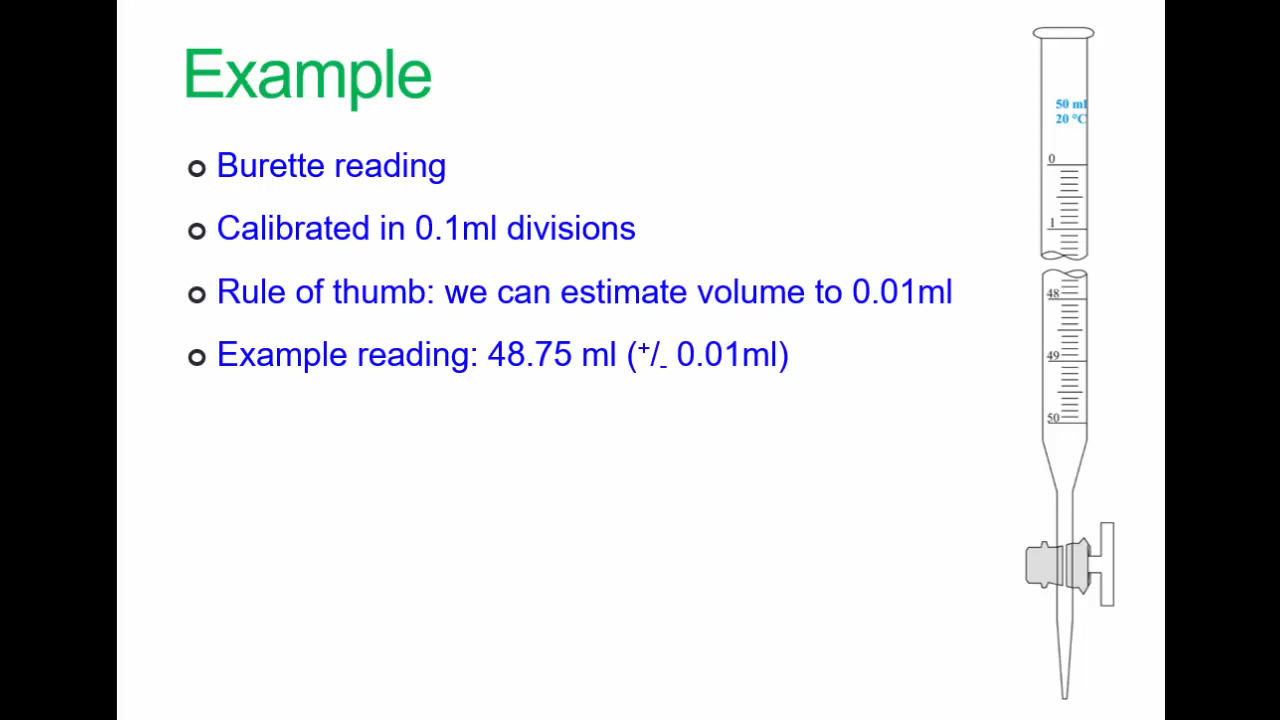 Example
Burette reading
Calibrated in 0.1ml divisions
Rule of thumb: we can estimate volume to 0.01ml
Example reading: 48.75 ml (+/- 0.01ml)
50 ml
20 °C
0
1
48
49
50